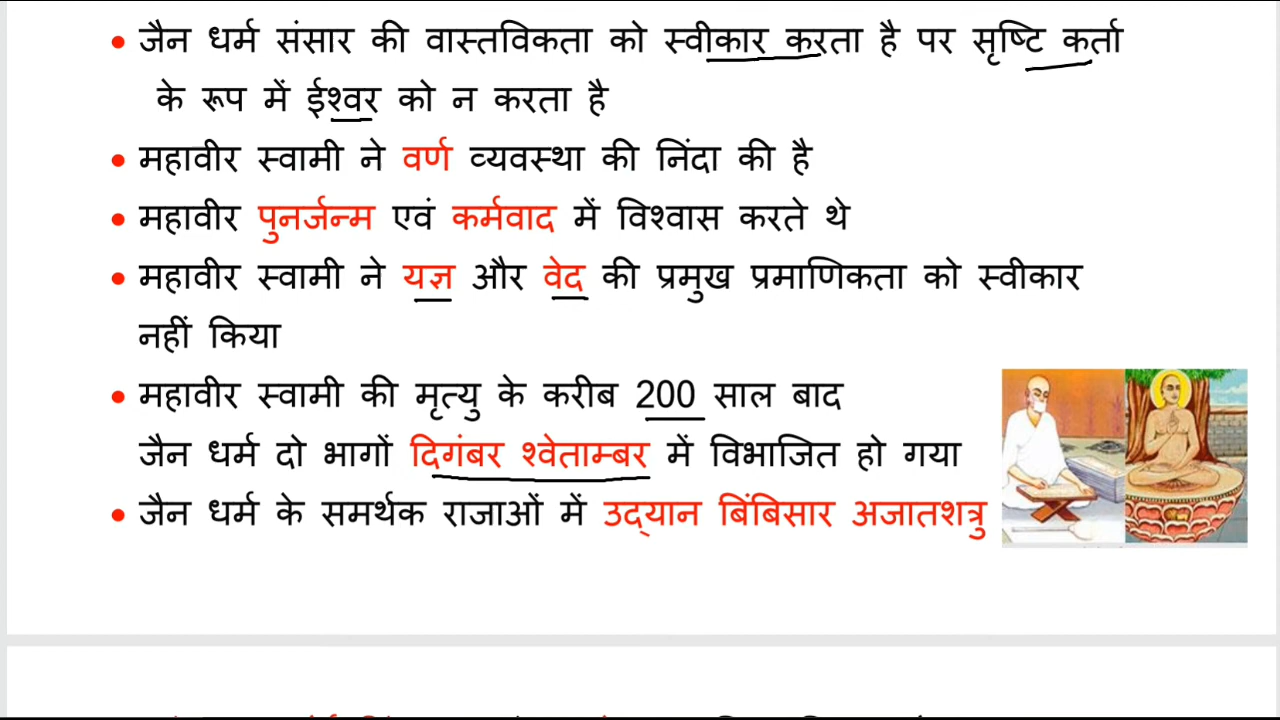 • जैन धर्म संसार की वास्तविकता को स्वीकार करता है पर सृष्टि कर्ता
के रूप में ईश्वर को न करता है
• महावीर स्वामी ने वर्ण व्यवस्था की निंदा की है
• महावीर पुनर्जन्म एवं कर्मवाद में विश्वास करते थे
• महावीर स्वामी ने यज्ञ और वेद की प्रमुख प्रमाणिकता को स्वीकार
नहीं किया
• महावीर स्वामी की मृत्यु के करीब 200 साल बाद
जैन धर्म दो भागों दिगंबर श्वेताम्बर में विभाजित हो गया
• जैन धर्म के समर्थक राजाओं में उद्यान बिंबिसार अजातशत्रु